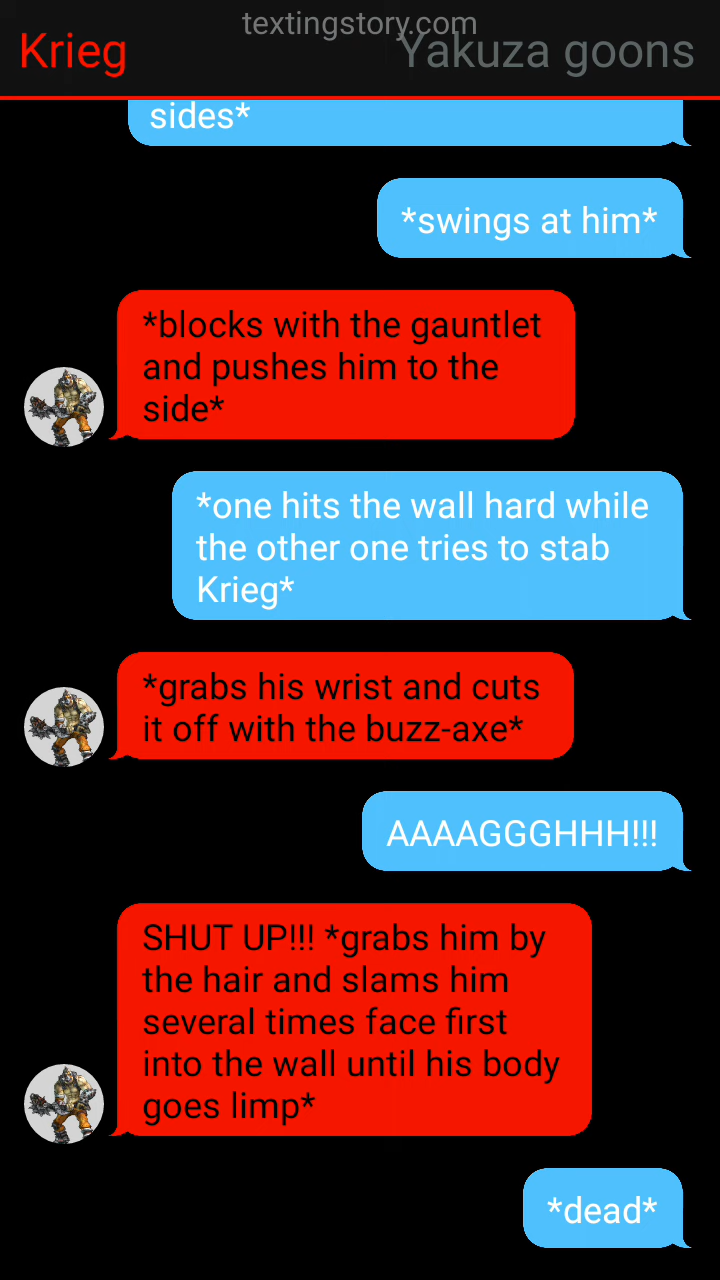 textingstory.com
Krieg
Yakuza goons
sides*
*swings at him*
*blocks with the gauntlet
and pushes him to the
side*
*one hits the wall hard while
the other one tries to stab
Krieg*
*grabs his wrist and cuts
it off with the buzz-axe*
AAAAGGGHHH!!!
SHUT UP!!! *grabs him by
the hair and slams him
several times face first
into the wall until his body
goes limp*
*dead*